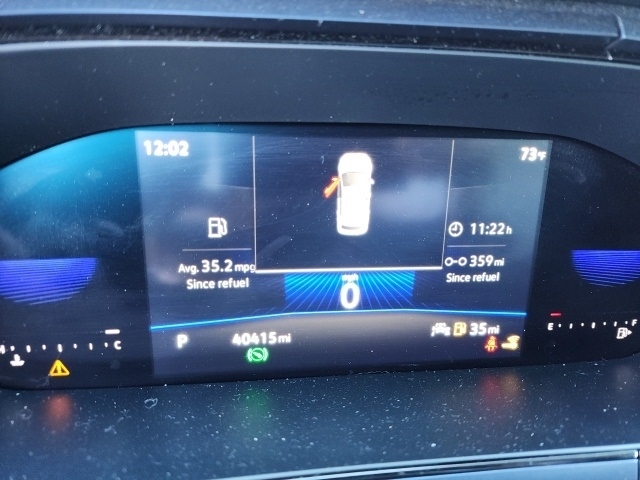 12:02
73°F
11:22h
Avg. 35.2 mpg
Since refuel
359 mi
Since refuel
mph
0
P
40415 mi
35 mi
C
E
F